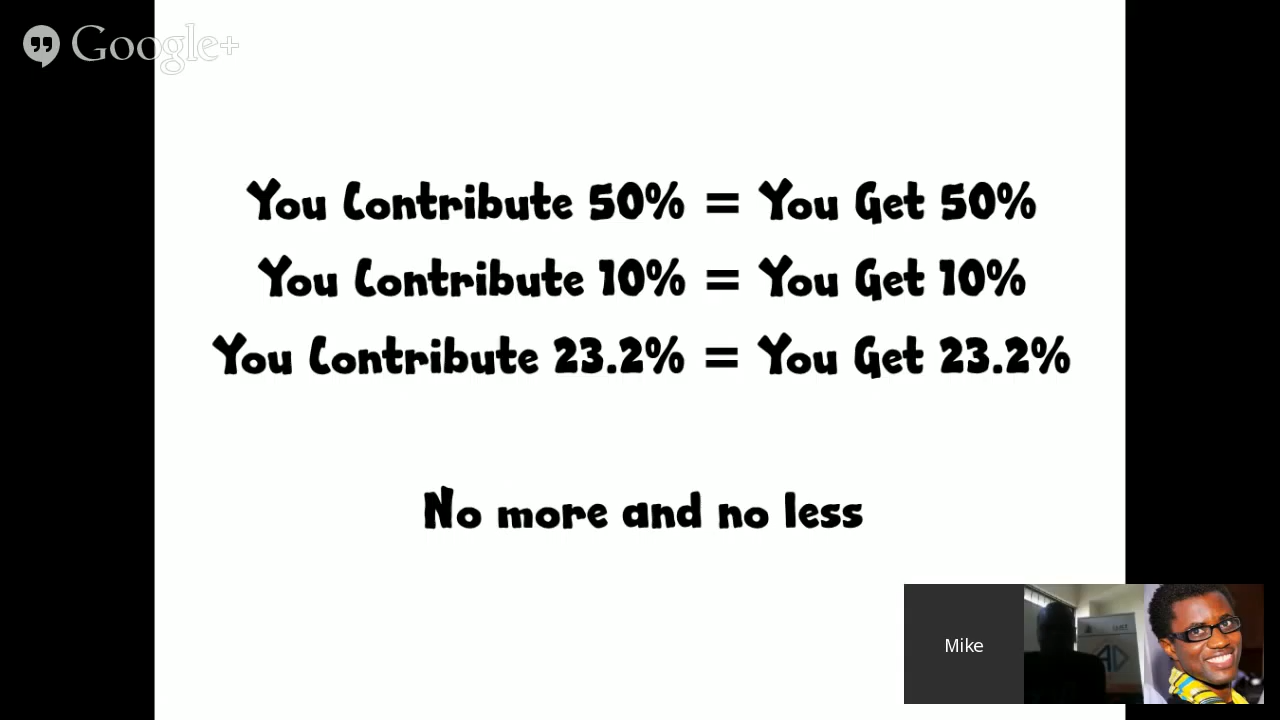 Google+
You Contribute 50% = You Get 50%
You Contribute 10% = You Get 10%
You Contribute 23.2% = You Get 23.2%
No more and no less
Mike